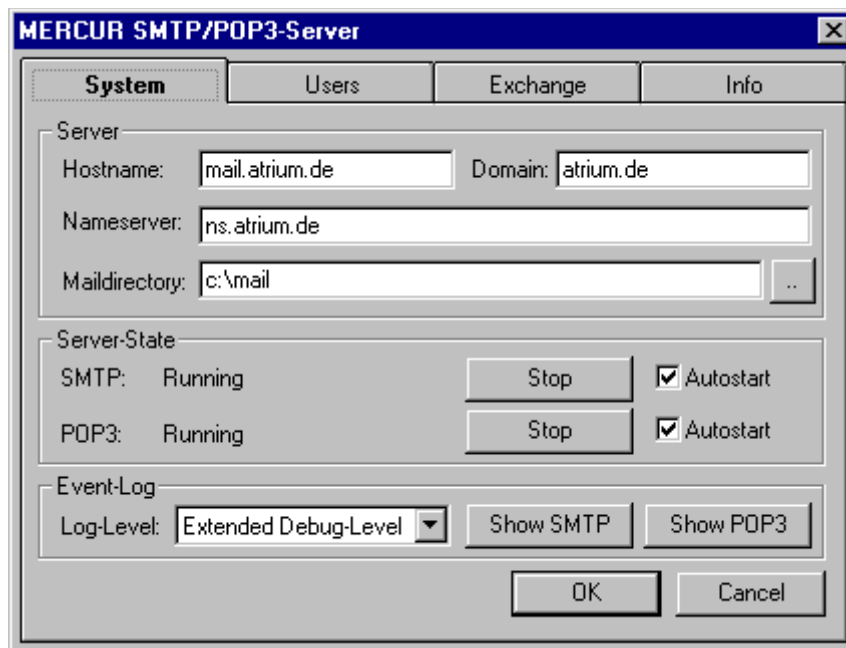 MERCUR SMTP/POP3-Server
System Users Exchange Info
Server
Hostname: mail.atrium.de Domain: atrium.de
Nameserver: ns.atrium.de
Maildirectory: c:\mail ..
Server-State
SMTP: Running Stop Autostart
POP3: Running Stop Autostart
Event-Log
Log-Level: Extended Debug-Level Show SMTP Show POP3
OK Cancel